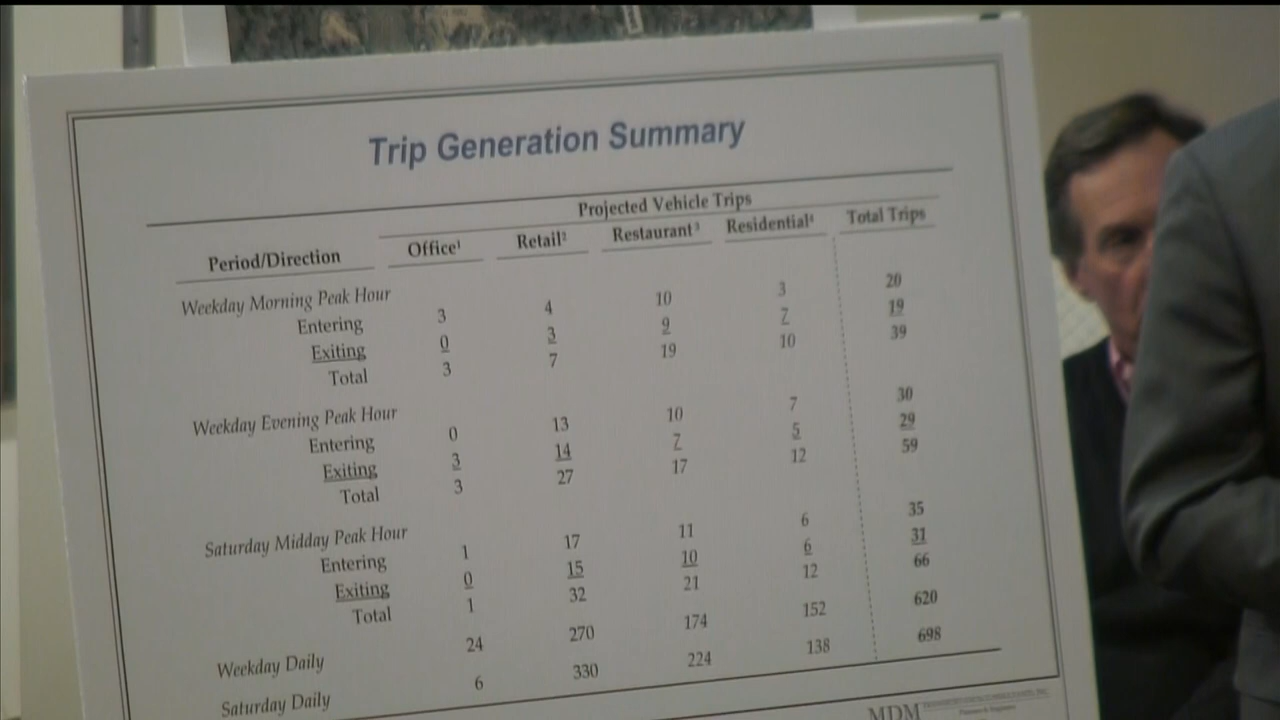 Trip Generation Summary
Projected Vehicle Trips
Period/Direction Office¹ Retail² Restaurant³ Residential⁴ Total Trips
Weekday Morning Peak Hour
Entering 3 4 10 3 20
Exiting 0 3 9 7 19
Total 3 7 19 10 39
Weekday Evening Peak Hour
Entering 0 13 10 7 30
Exiting 3 14 7 5 29
Total 3 27 17 12 59
Saturday Midday Peak Hour
Entering 1 17 11 6 35
Exiting 0 15 10 6 31
Total 1 32 21 12 66
Weekday Daily 24 270 174 152 620
Saturday Daily 6 330 224 138 698
MDM